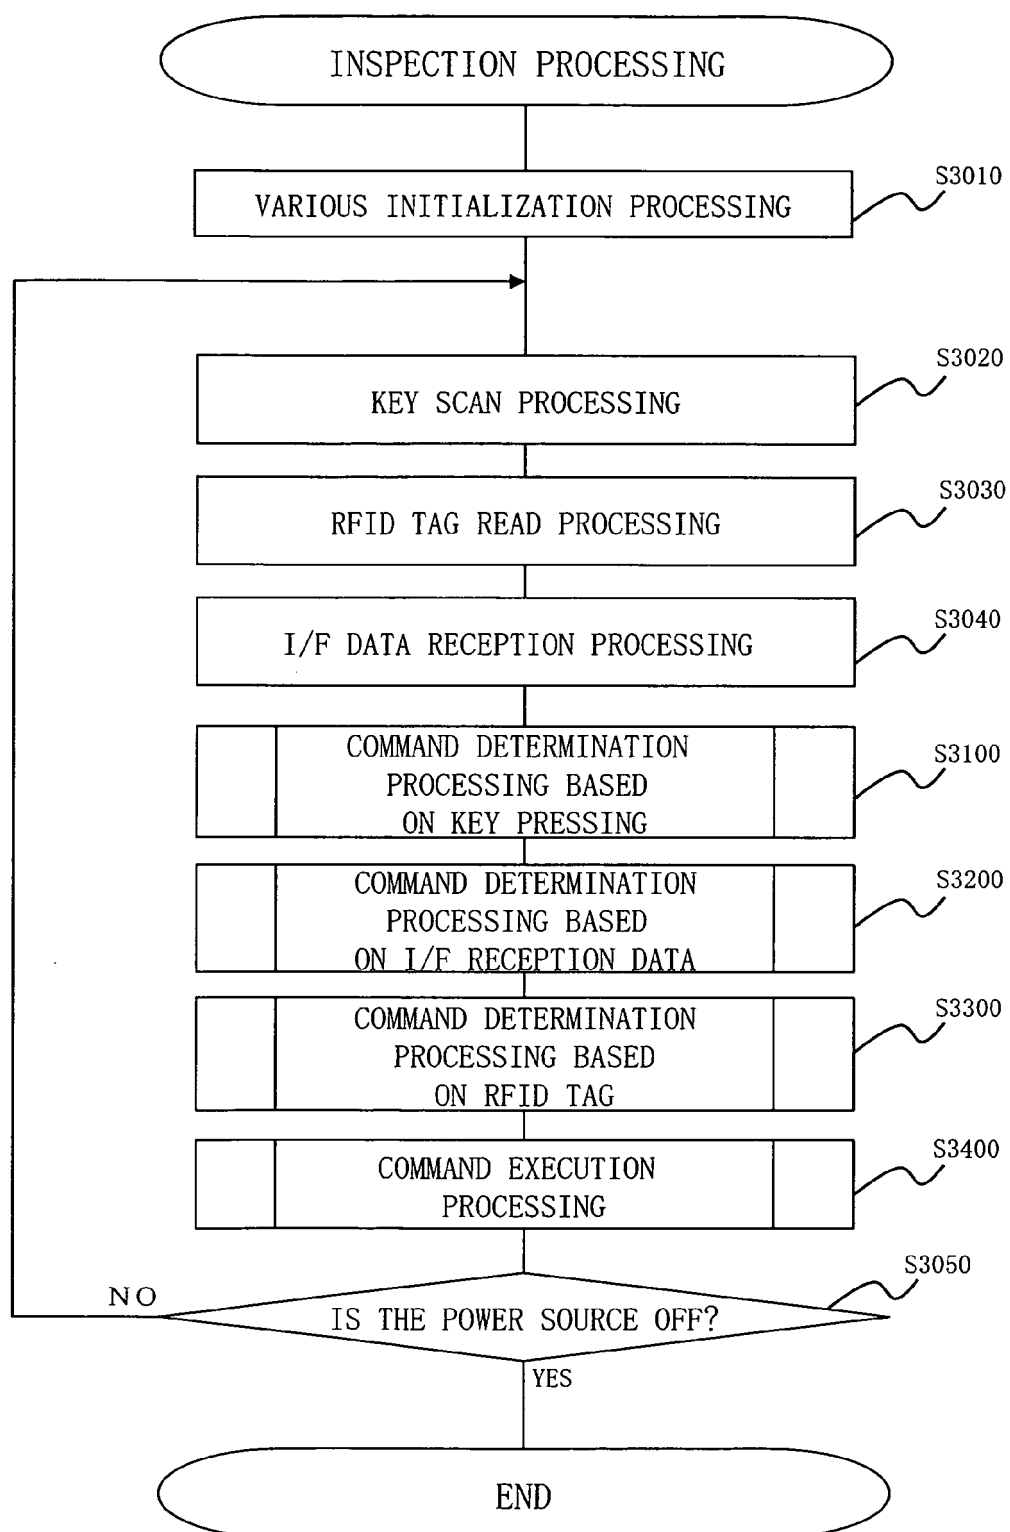 INSPECTION PROCESSING
S3010
VARIOUS INITIALIZATION PROCESSING
S3020
KEY SCAN PROCESSING
S3030
RFID TAG READ PROCESSING
S3040
I/F DATA RECEPTION PROCESSING
S3100
COMMAND DETERMINATION
PROCESSING BASED
ON KEY PRESSING
S3200
COMMAND DETERMINATION
PROCESSING BASED
ON I/F RECEPTION DATA
S3300
COMMAND DETERMINATION
PROCESSING BASED
ON RFID TAG
S3400
COMMAND EXECUTION
PROCESSING
S3050
NO
IS THE POWER SOURCE OFF?
YES
END